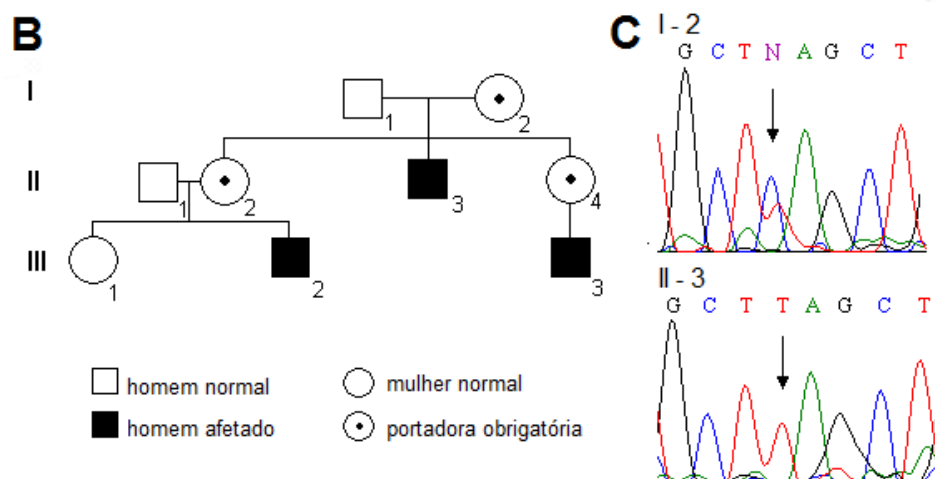 B
I
1
2
II
1
2
3
4
III
1
2
3
homem normal
mulher normal
homem afetado
portadora obrigatória
C
I - 2
G C T N A G C T
II - 3
G C T T A G C T